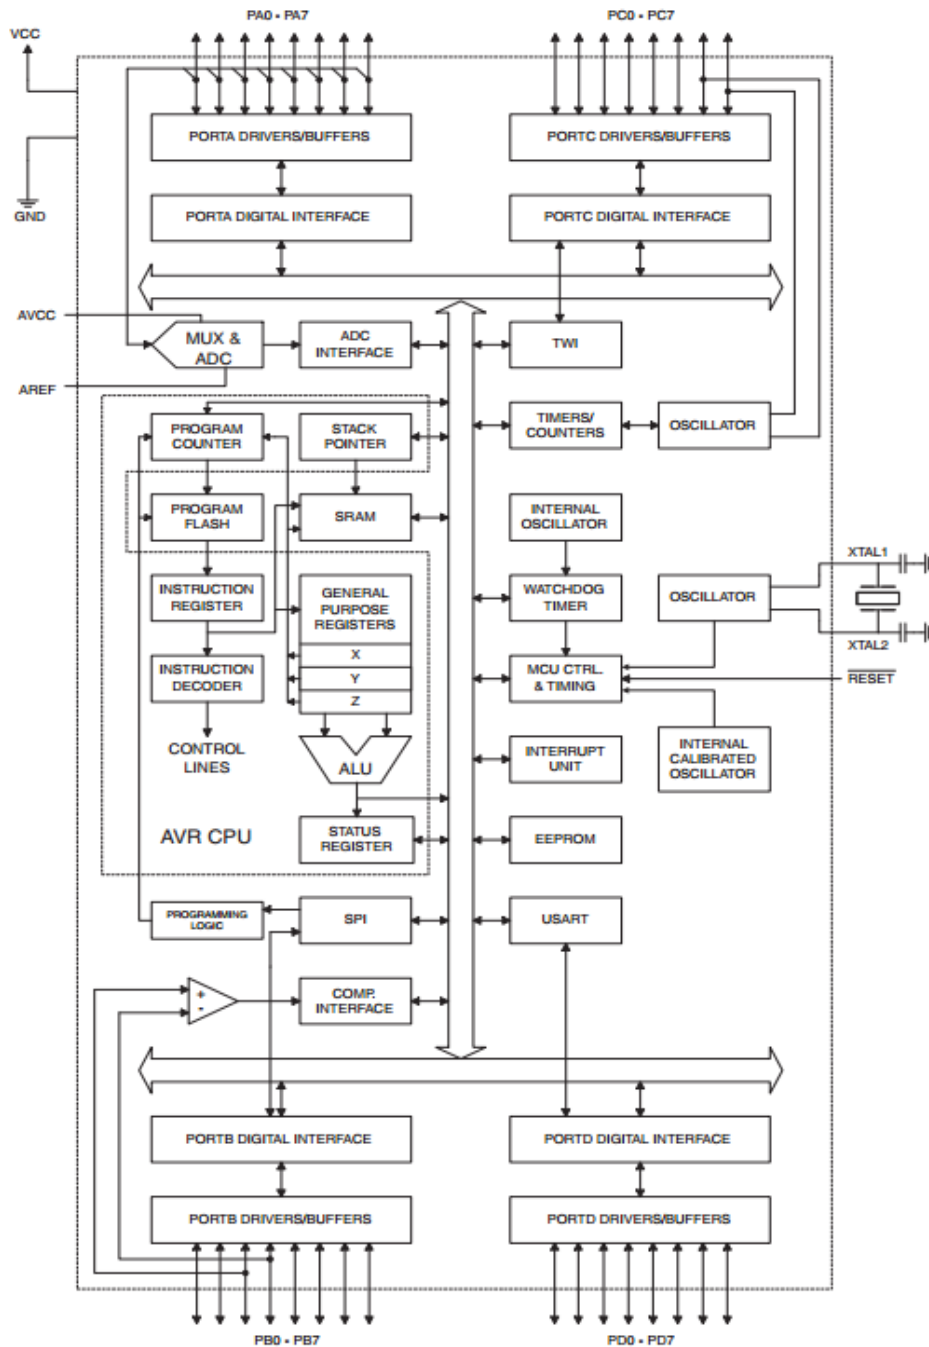 PA0 - PA7
PC0 - PC7
VCC
PORTA DRIVERS/BUFFERS
PORTC DRIVERS/BUFFERS
GND
PORTA DIGITAL INTERFACE
PORTC DIGITAL INTERFACE
AVCC
MUX &
ADC
ADC
INTERFACE
TWI
AREF
PROGRAM
COUNTER
STACK
POINTER
TIMERS/
COUNTERS
OSCILLATOR
PROGRAM
FLASH
SRAM
INTERNAL
OSCILLATOR
XTAL1
INSTRUCTION
REGISTER
GENERAL
PURPOSE
REGISTERS
WATCHDOG
TIMER
OSCILLATOR
X
XTAL2
INSTRUCTION
DECODER
Y
MCU CTRL.
& TIMING
RESET
Z
CONTROL
LINES
ALU
INTERRUPT
UNIT
INTERNAL
CALIBRATED
OSCILLATOR
AVR CPU
STATUS
REGISTER
EEPROM
PROGRAMMING
LOGIC
SPI
USART
+
-
COMP.
INTERFACE
PORTB DIGITAL INTERFACE
PORTD DIGITAL INTERFACE
PORTB DRIVERS/BUFFERS
PORTD DRIVERS/BUFFERS
PB0 - PB7
PD0 - PD7